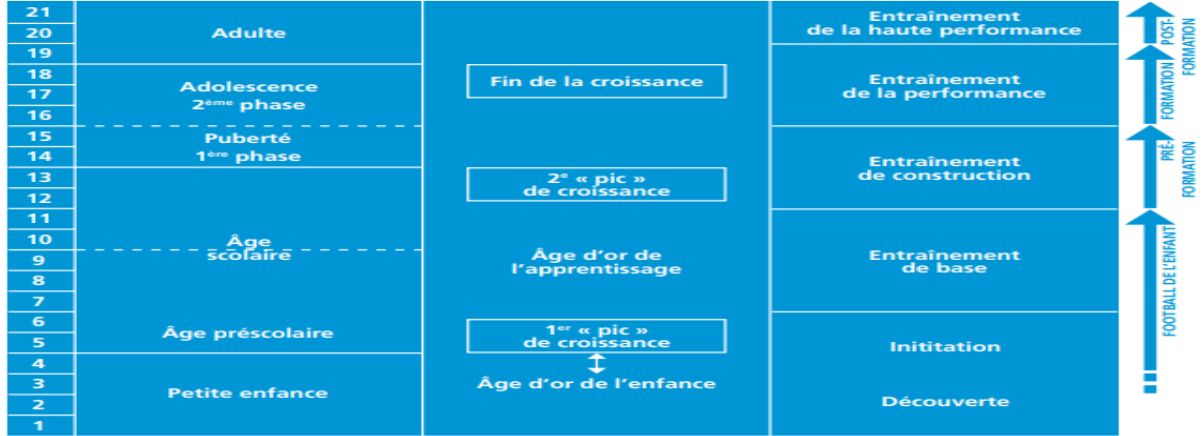 21
20
19
18
17
16
15
14
13
12
11
10
9
8
7
6
5
4
3
2
1
Adulte
Adolescence
2ème phase
Puberté
1ère phase
Âge
scolaire
Âge préscolaire
Petite enfance
Fin de la croissance
2e « pic »
de croissance
Âge d’or de
l’apprentissage
1er « pic »
de croissance
Âge d’or de l’enfance
Entraînement
de la haute performance
Entraînement
de la performance
Entraînement
de construction
Entraînement
de base
Inititation
Découverte
POST-
FORMATION
FORMATION
PRÉ-
FORMATION
FOOTBALL DE L’ENFANT